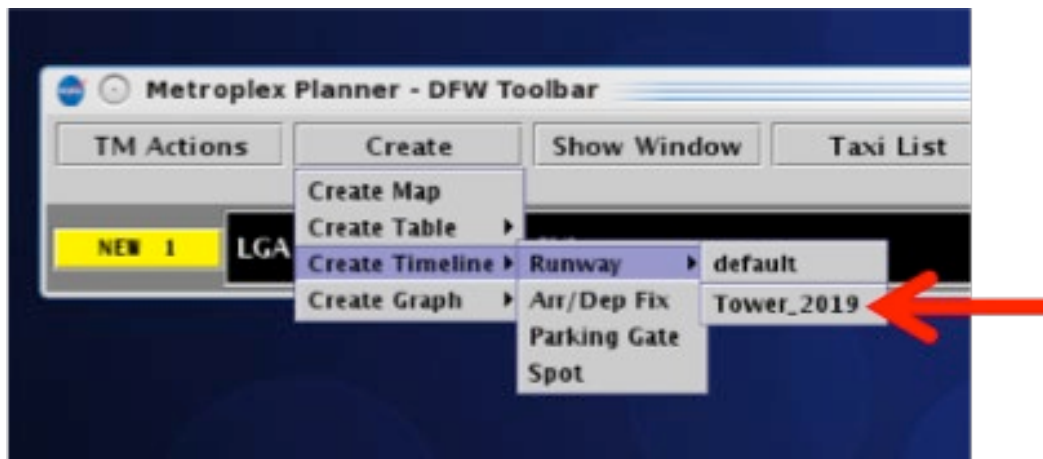 Metroplex Planner - DFW Toolbar
TM Actions Create Show Window Taxi List
Create Map
Create Table
NEW 1 LGA
Create Timeline Runway default
Create Graph Arr/Dep Fix Tower_2019
Parking Gate
Spot